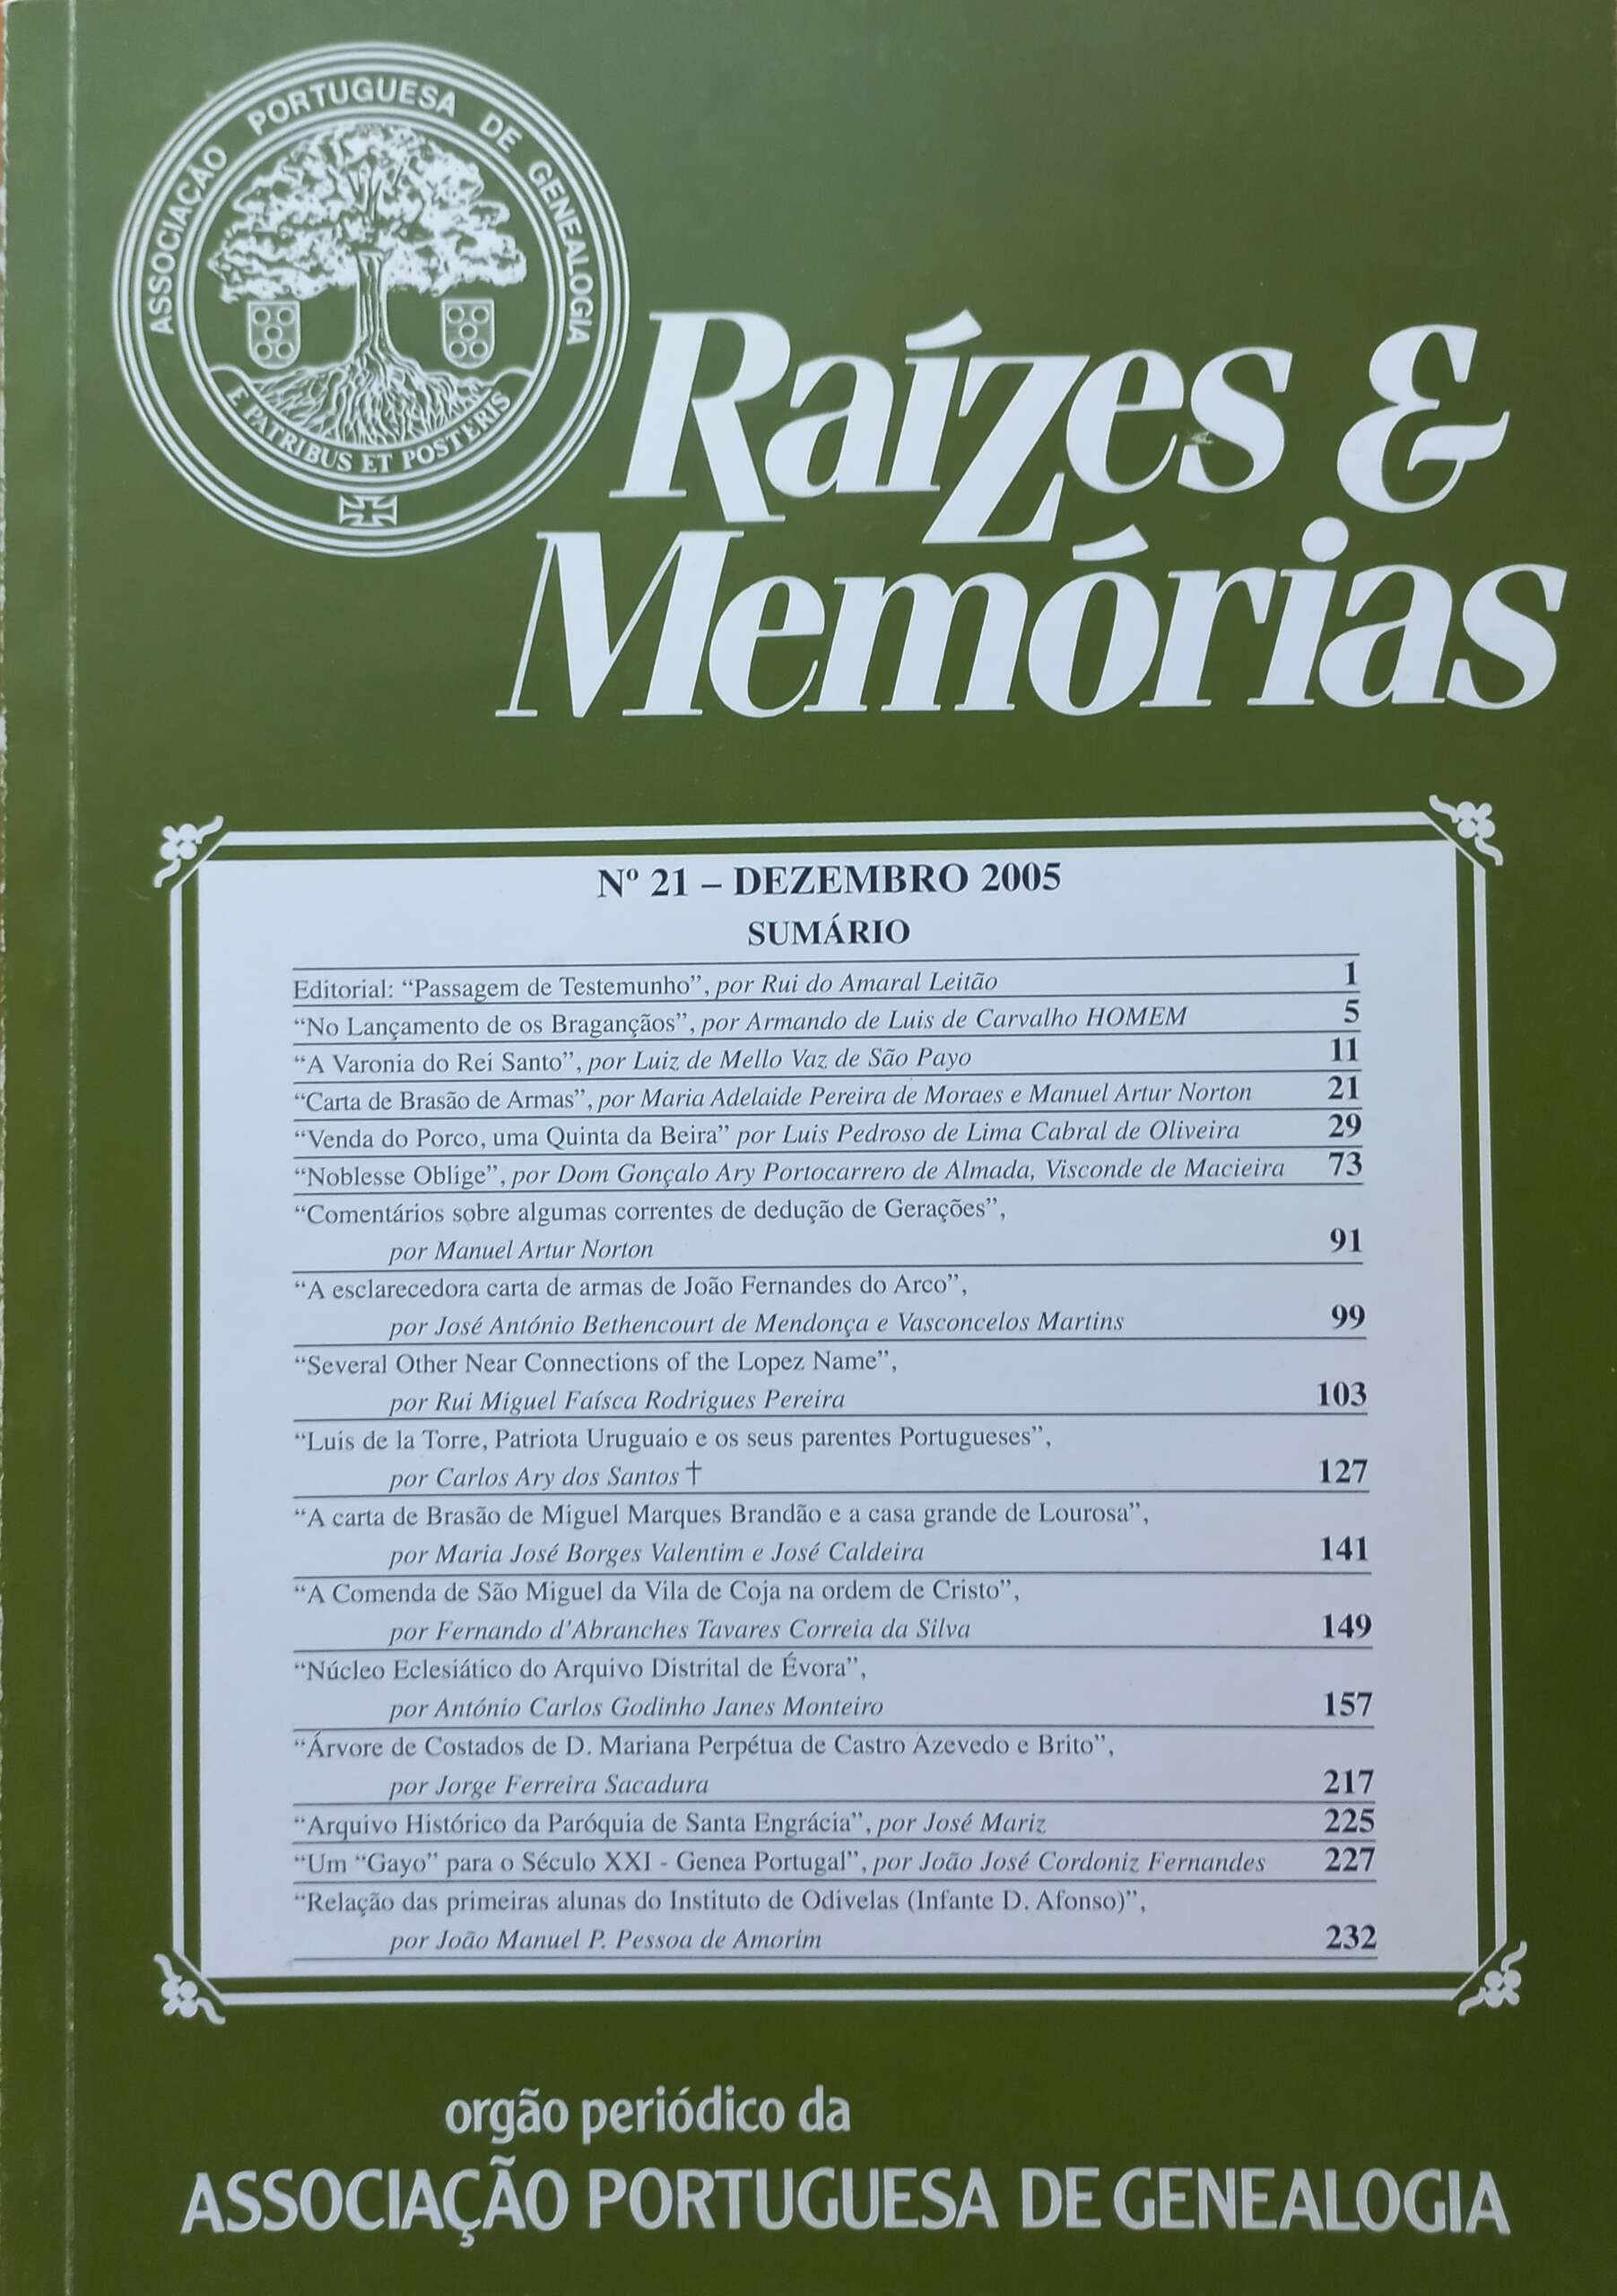 ASSOCIAÇÃO PORTUGUESA DE GENEALOGIA
E PATRIBUS ET POSTERIS
Raízes &
Memórias
Nº 21 – DEZEMBRO 2005
SUMÁRIO
Editorial: “Passagem de Testemunho”, por Rui do Amaral Leitão 1
“No Lançamento de os Bragançãos”, por Armando de Luis de Carvalho HOMEM 5
“A Varonia do Rei Santo”, por Luiz de Mello Vaz de São Payo 11
“Carta de Brasão de Armas”, por Maria Adelaide Pereira de Moraes e Manuel Artur Norton 21
“Venda do Porco, uma Quinta da Beira” por Luis Pedroso de Lima Cabral de Oliveira 29
“Noblesse Oblige”, por Dom Gonçalo Ary Portocarrero de Almada, Visconde de Macieira 73
“Comentários sobre algumas correntes de dedução de Gerações”,
por Manuel Artur Norton 91
“A esclarecedora carta de armas de João Fernandes do Arco”,
por José António Bethencourt de Mendonça e Vasconcelos Martins 99
“Several Other Near Connections of the Lopez Name”,
por Rui Miguel Faísca Rodrigues Pereira 103
“Luis de la Torre, Patriota Uruguaio e os seus parentes Portugueses”,
por Carlos Ary dos Santos † 127
“A carta de Brasão de Miguel Marques Brandão e a casa grande de Lourosa”,
por Maria José Borges Valentim e José Caldeira 141
“A Comenda de São Miguel da Vila de Coja na ordem de Cristo”,
por Fernando d’Abranches Tavares Correia da Silva 149
“Núcleo Eclesiático do Arquivo Distrital de Évora”,
por António Carlos Godinho Janes Monteiro 157
“Árvore de Costados de D. Mariana Perpétua de Castro Azevedo e Brito”,
por Jorge Ferreira Sacadura 217
“Arquivo Histórico da Paróquia de Santa Engrácia”, por José Mariz 225
“Um “Gayo” para o Século XXI - Genea Portugal”, por João José Cordoniz Fernandes 227
“Relação das primeiras alunas do Instituto de Odivelas (Infante D. Afonso)”,
por João Manuel P. Pessoa de Amorim 232
orgão periódico da
ASSOCIAÇÃO PORTUGUESA DE GENEALOGIA